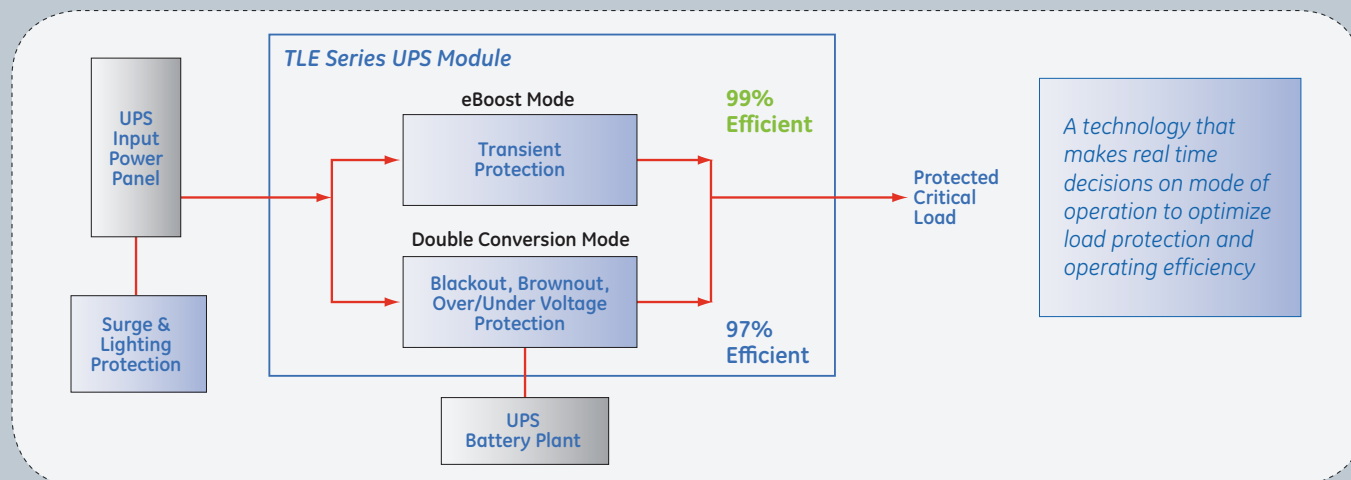 TLE Series UPS Module
UPS
Input
Power
Panel
Surge &
Lighting
Protection
eBoost Mode
Transient
Protection
99%
Efficient
Double Conversion Mode
Blackout, Brownout,
Over/Under Voltage
Protection
97%
Efficient
UPS
Battery Plant
Protected
Critical
Load
A technology that
makes real time
decisions on mode of
operation to optimize
load protection and
operating efficiency